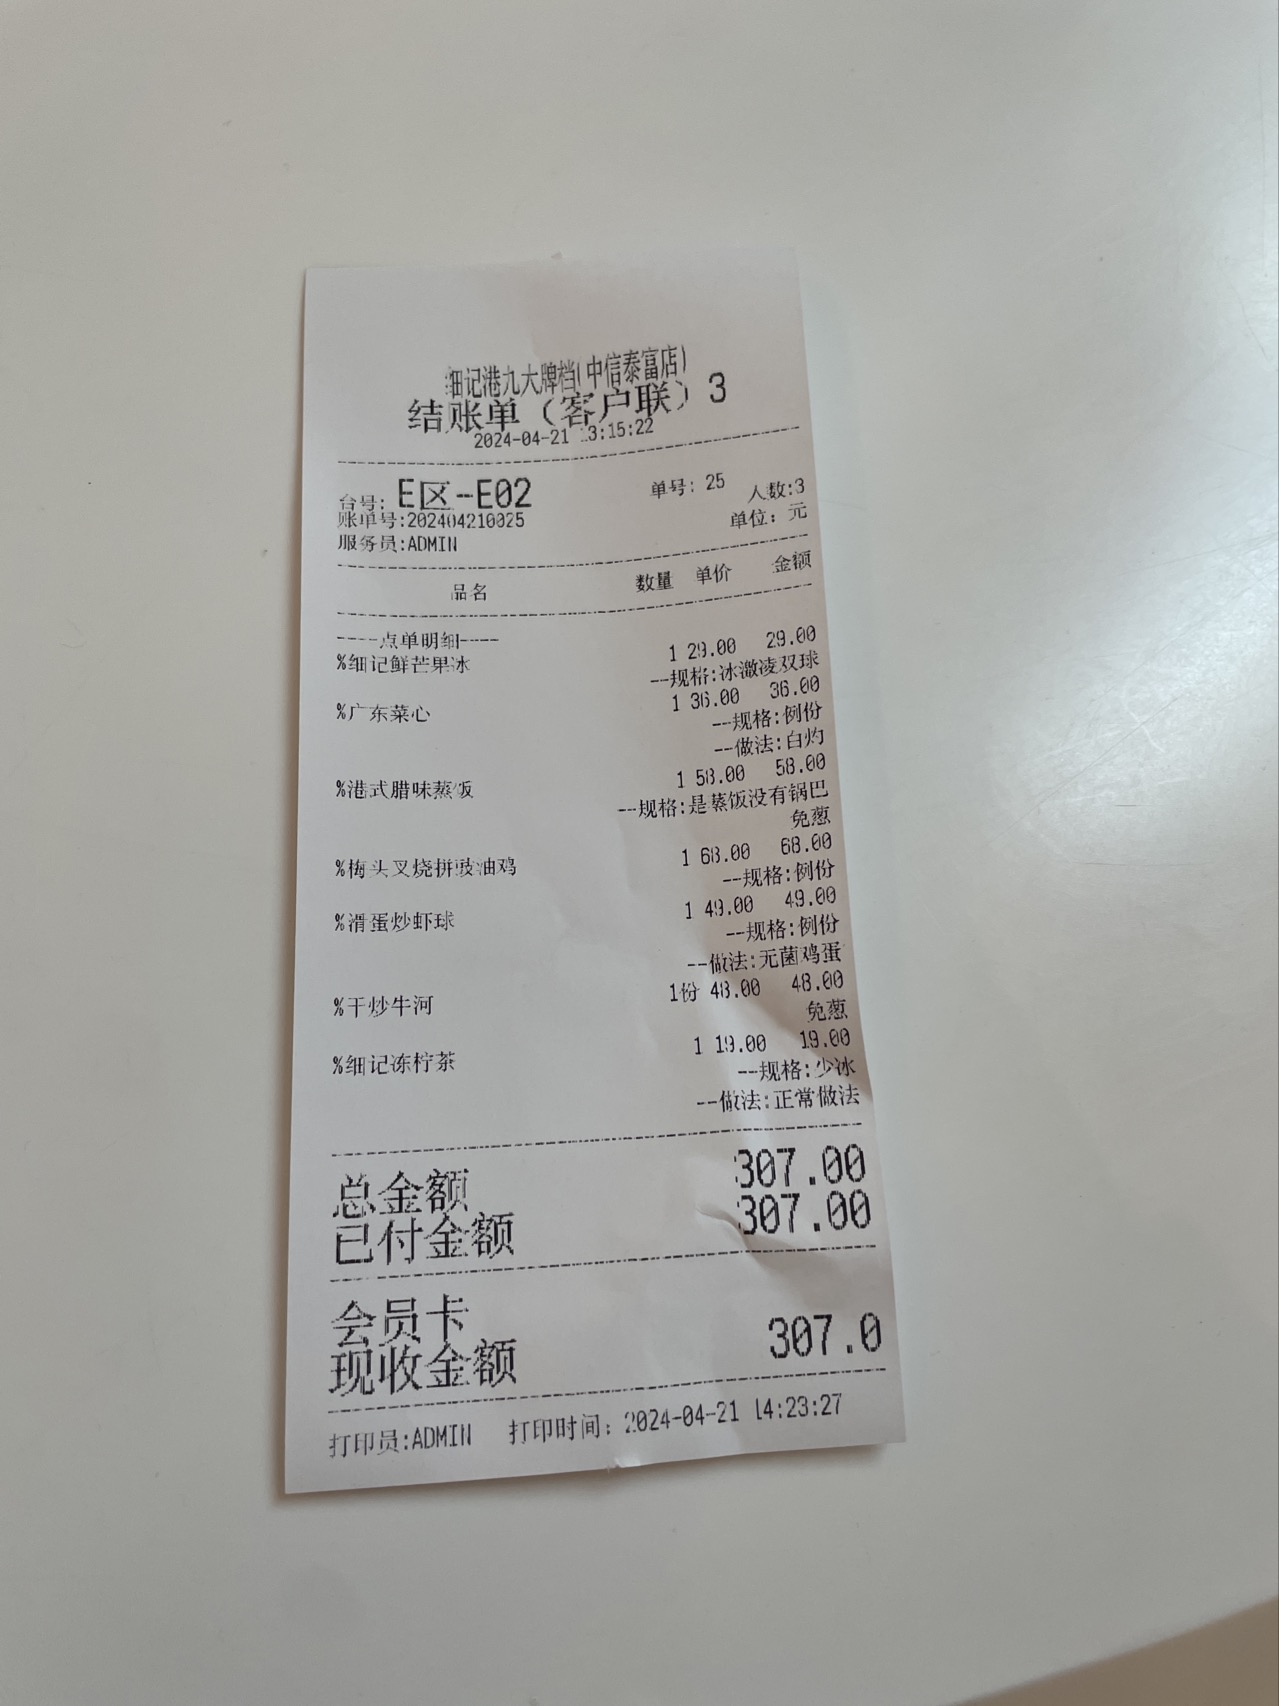 细记港九大牌档(中信泰富店)
结账单（客户联）3
2024-04-21 13:15:22
台号: E区-E02 单号: 25 人数:3
账单号:202404210025 单位: 元
服务员:ADMIN
品名 数量 单价 金额
----点单明细----
%细记鲜芒果冰 1 29.00 29.00
--规格:冰激凌双球
%广东菜心 1 36.00 36.00
--规格:例份
--做法:白灼
%港式腊味蒸饭 1 58.00 58.00
--规格:是蒸饭没有锅巴
免葱
%梅头叉烧拼豉油鸡 1 68.00 68.00
--规格:例份
%滑蛋炒虾球 1 49.00 49.00
--规格:例份
--做法:无菌鸡蛋
%干炒牛河 1份 48.00 48.00
免葱
%细记冻柠茶 1 19.00 19.00
--规格:少冰
--做法:正常做法
总金额 307.00
已付金额 307.00
会员卡 307.0
现收金额
打印员:ADMIN 打印时间: 2024-04-21 14:23:27